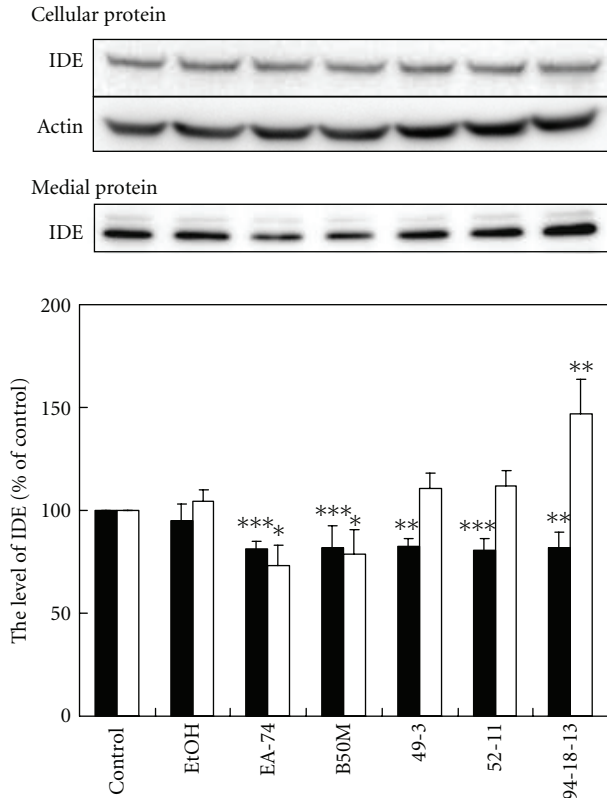 Cellular protein
IDE
Actin
Medial protein
IDE
The level of IDE (% of control)
200
150
100
50
0
*** *
*** *
**
***
** **
Control
EtOH
EA-74
B50M
49-3
52-11
94-18-13